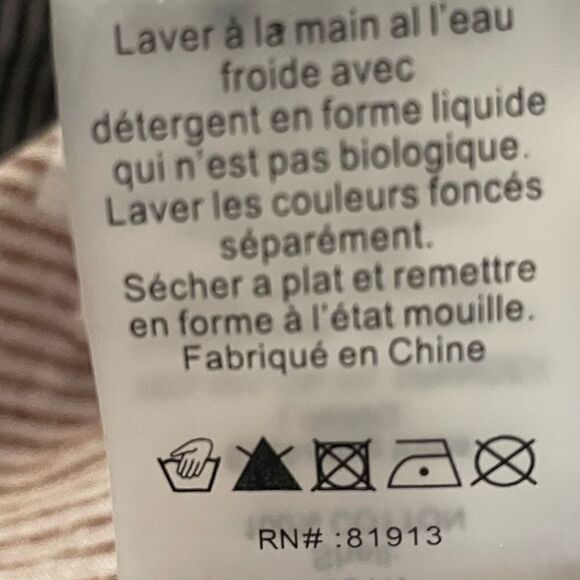 Laver à la main al l'eau
froide avec
détergent en forme liquide
qui n'est pas biologique.
Laver les couleurs foncés
séparément.
Sécher a plat et remettre
en forme à l'état mouille.
Fabriqué en Chine
RN# :81913